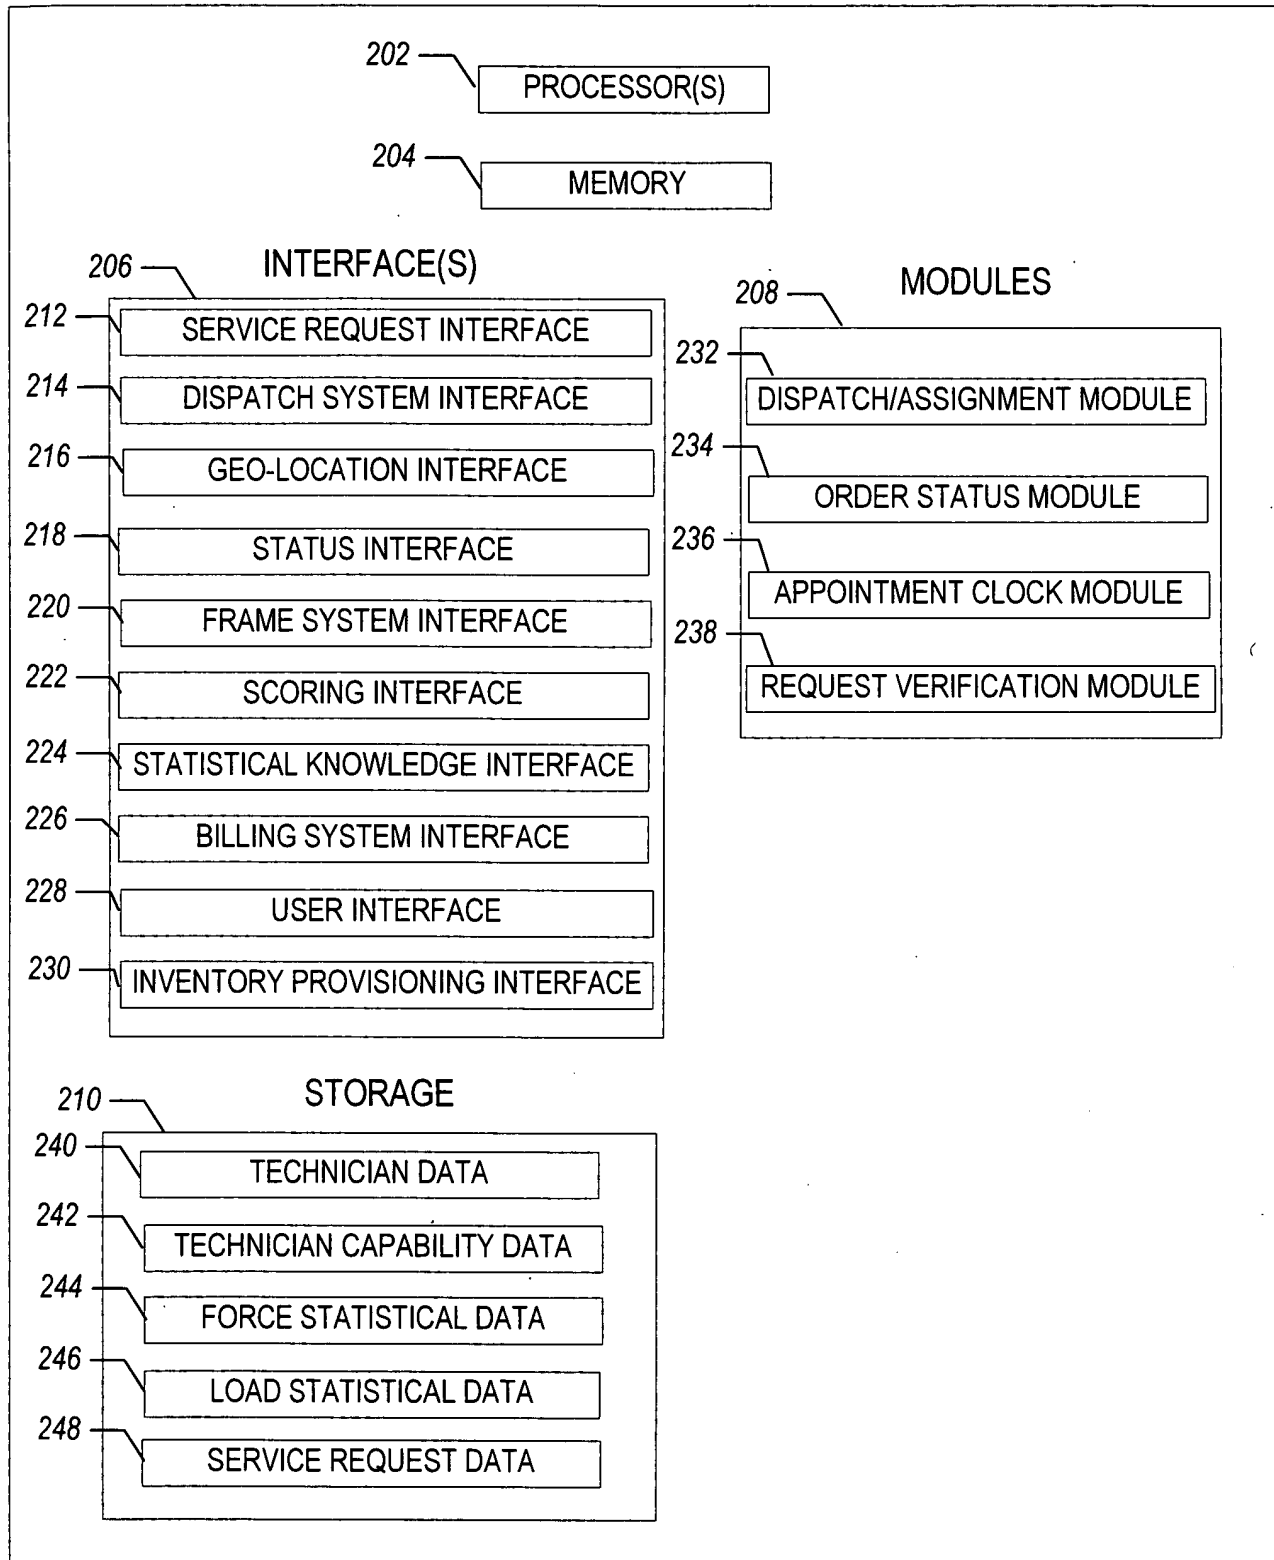 202
PROCESSOR(S)
204
MEMORY
INTERFACE(S)
206
212
SERVICE REQUEST INTERFACE
214
DISPATCH SYSTEM INTERFACE
216
GEO-LOCATION INTERFACE
218
STATUS INTERFACE
220
FRAME SYSTEM INTERFACE
222
SCORING INTERFACE
224
STATISTICAL KNOWLEDGE INTERFACE
226
BILLING SYSTEM INTERFACE
228
USER INTERFACE
230
INVENTORY PROVISIONING INTERFACE
MODULES
208
232
DISPATCH/ASSIGNMENT MODULE
234
ORDER STATUS MODULE
236
APPOINTMENT CLOCK MODULE
238
REQUEST VERIFICATION MODULE
STORAGE
210
240
TECHNICIAN DATA
242
TECHNICIAN CAPABILITY DATA
244
FORCE STATISTICAL DATA
246
LOAD STATISTICAL DATA
248
SERVICE REQUEST DATA